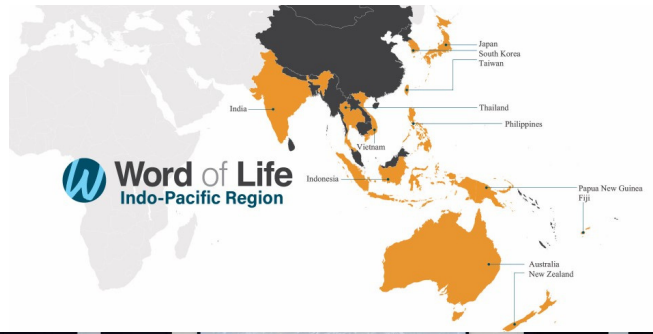 Japan
South Korea
Taiwan
India
Thailand
Philippines
Vietnam
Word of Life
Indo-Pacific Region
Indonesia
Papua New Guinea
Fiji
Australia
New Zealand